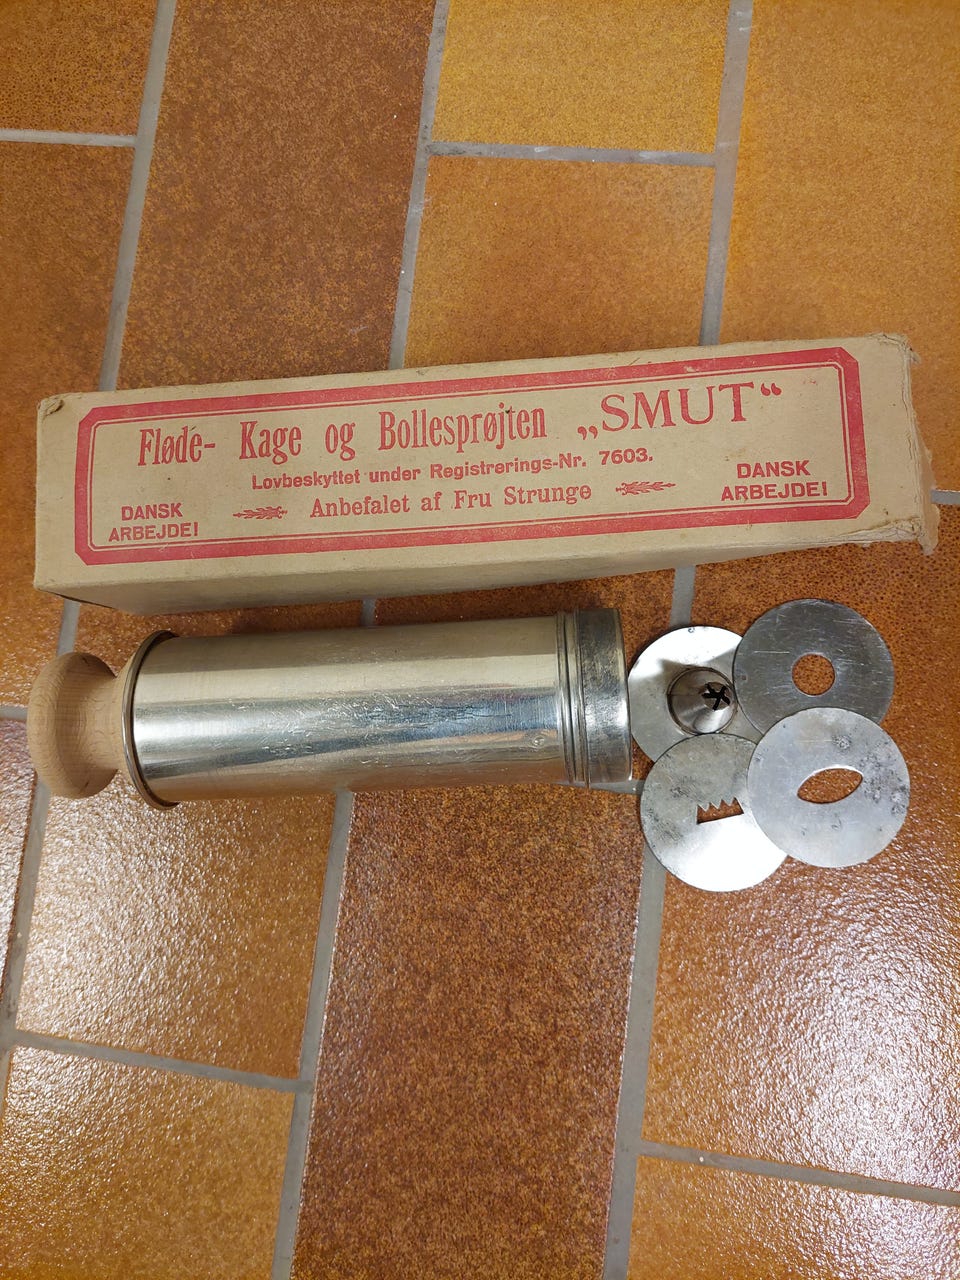 Fløde- Kage og Bollesprøjten „SMUT“
Lovbeskyttet under Registrerings-Nr. 7603.
Anbefalet af Fru Strunge
DANSK
ARBEJDE!
DANSK
ARBEJDE!